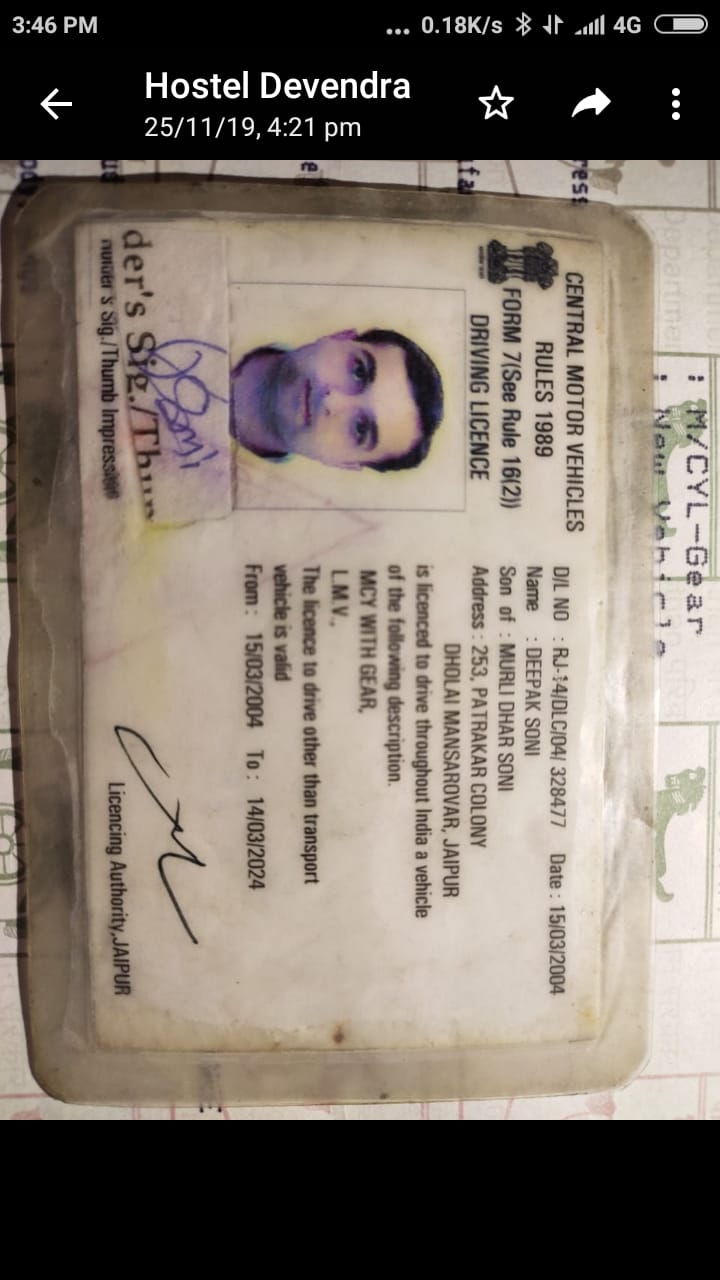 3:46 PM
... 0.18K/s 4G
Hostel Devendra
25/11/19, 4:21 pm
CENTRAL MOTOR VEHICLES
RULES 1989
FORM 7(See Rule 16(2))
DRIVING LICENCE
der's Sig./Thum
Holder's Sig./Thumb Impression
D/L NO : RJ-14/DLC/04/ 328477 Date : 15/03/2004
Name : DEEPAK SONI
Son of : MURLI DHAR SONI
Address : 253, PATRAKAR COLONY
DHOLAI MANSAROVAR, JAIPUR
is licenced to drive throughout India a vehicle
of the following description.
MCY WITH GEAR,
L.M.V.,
The licence to drive other than transport
vehicle is valid
From : 15/03/2004 To : 14/03/2024
Licencing Authority,JAIPUR
: M/CYL-Gear
: New Vehicle